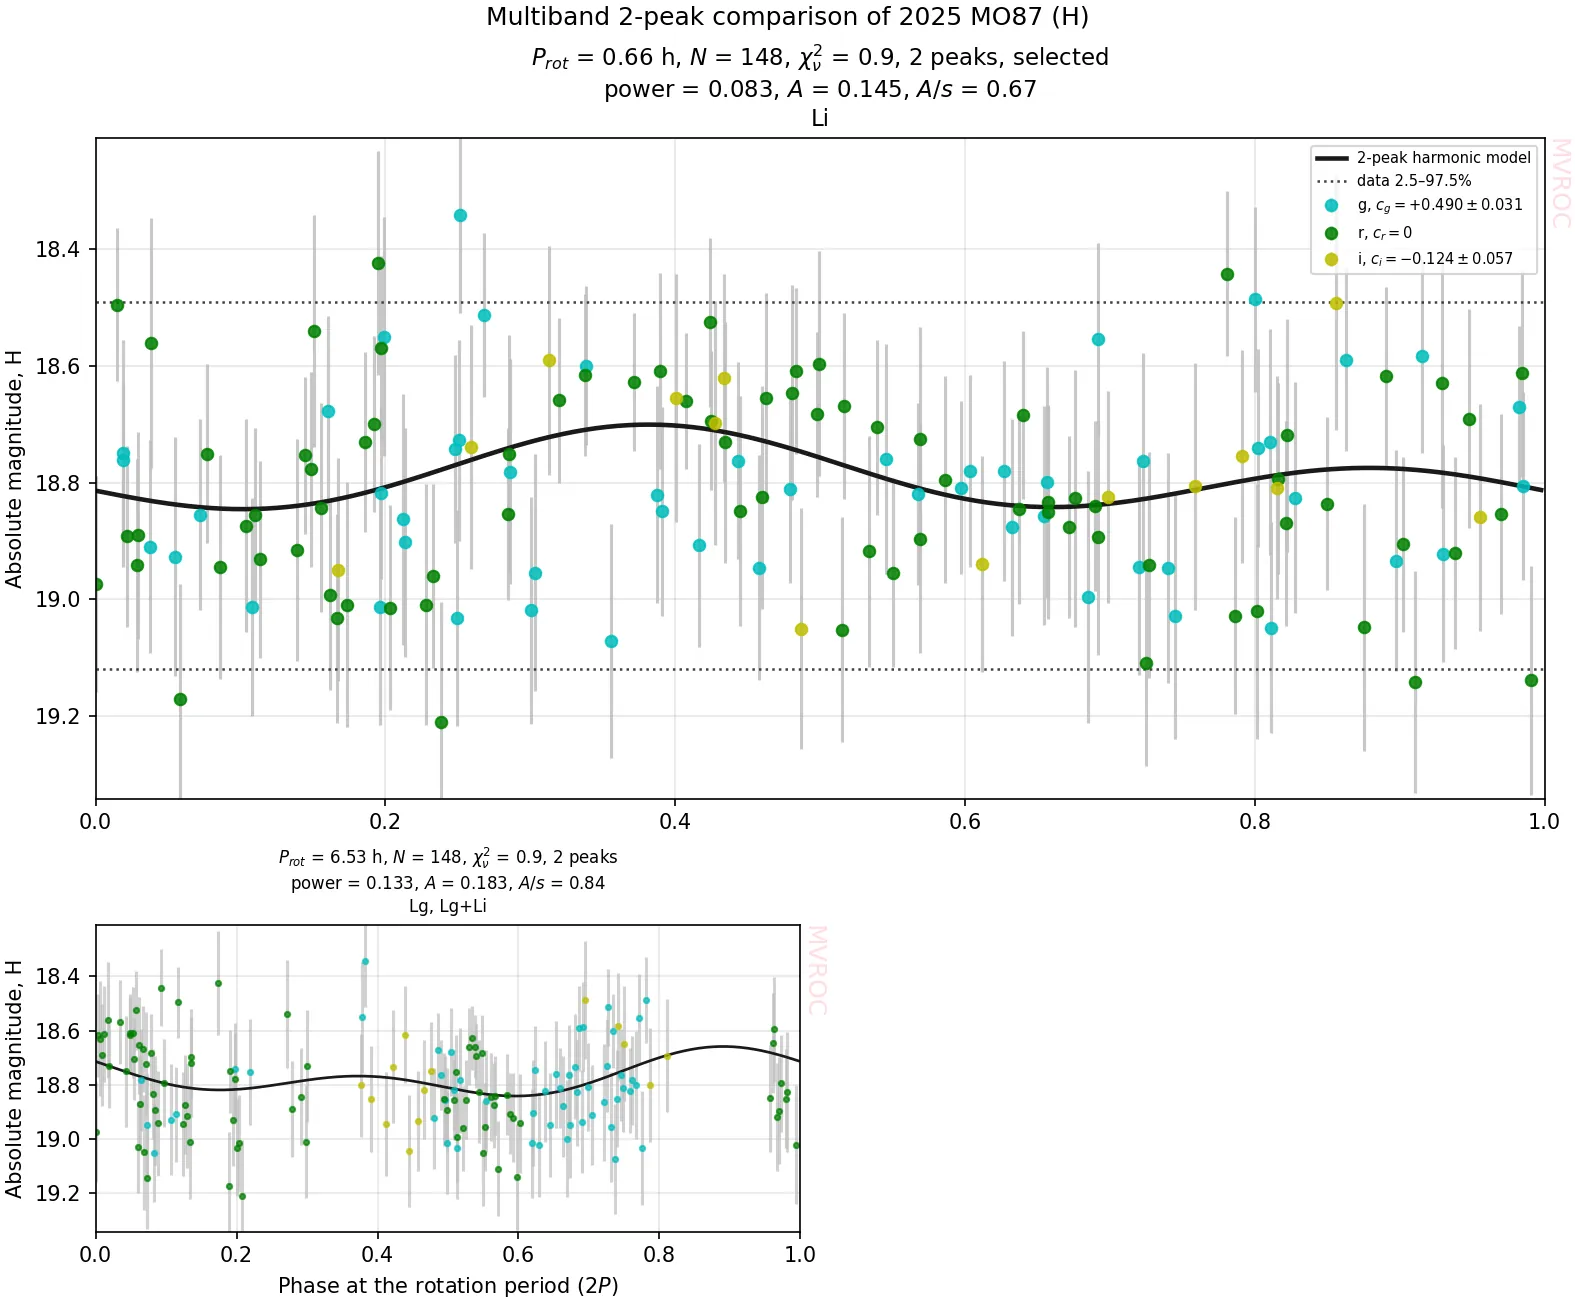 Multiband 2-peak comparison of 2025 MO87 (H)
P_rot = 0.66 h, N = 148, χ²_ν = 0.9, 2 peaks, selected
power = 0.083, A = 0.145, A/s = 0.67
Li
MVROC
2-peak harmonic model
data 2.5–97.5%
g, c_g = +0.490 ± 0.031
r, c_r = 0
i, c_i = −0.124 ± 0.057
Absolute magnitude, H
18.4
18.6
18.8
19.0
19.2
0.0 0.2 0.4 0.6 0.8 1.0
P_rot = 6.53 h, N = 148, χ²_ν = 0.9, 2 peaks
power = 0.133, A = 0.183, A/s = 0.84
Lg, Lg+Li
MVROC
Absolute magnitude, H
18.4
18.6
18.8
19.0
19.2
0.0 0.2 0.4 0.6 0.8 1.0
Phase at the rotation period (2P)